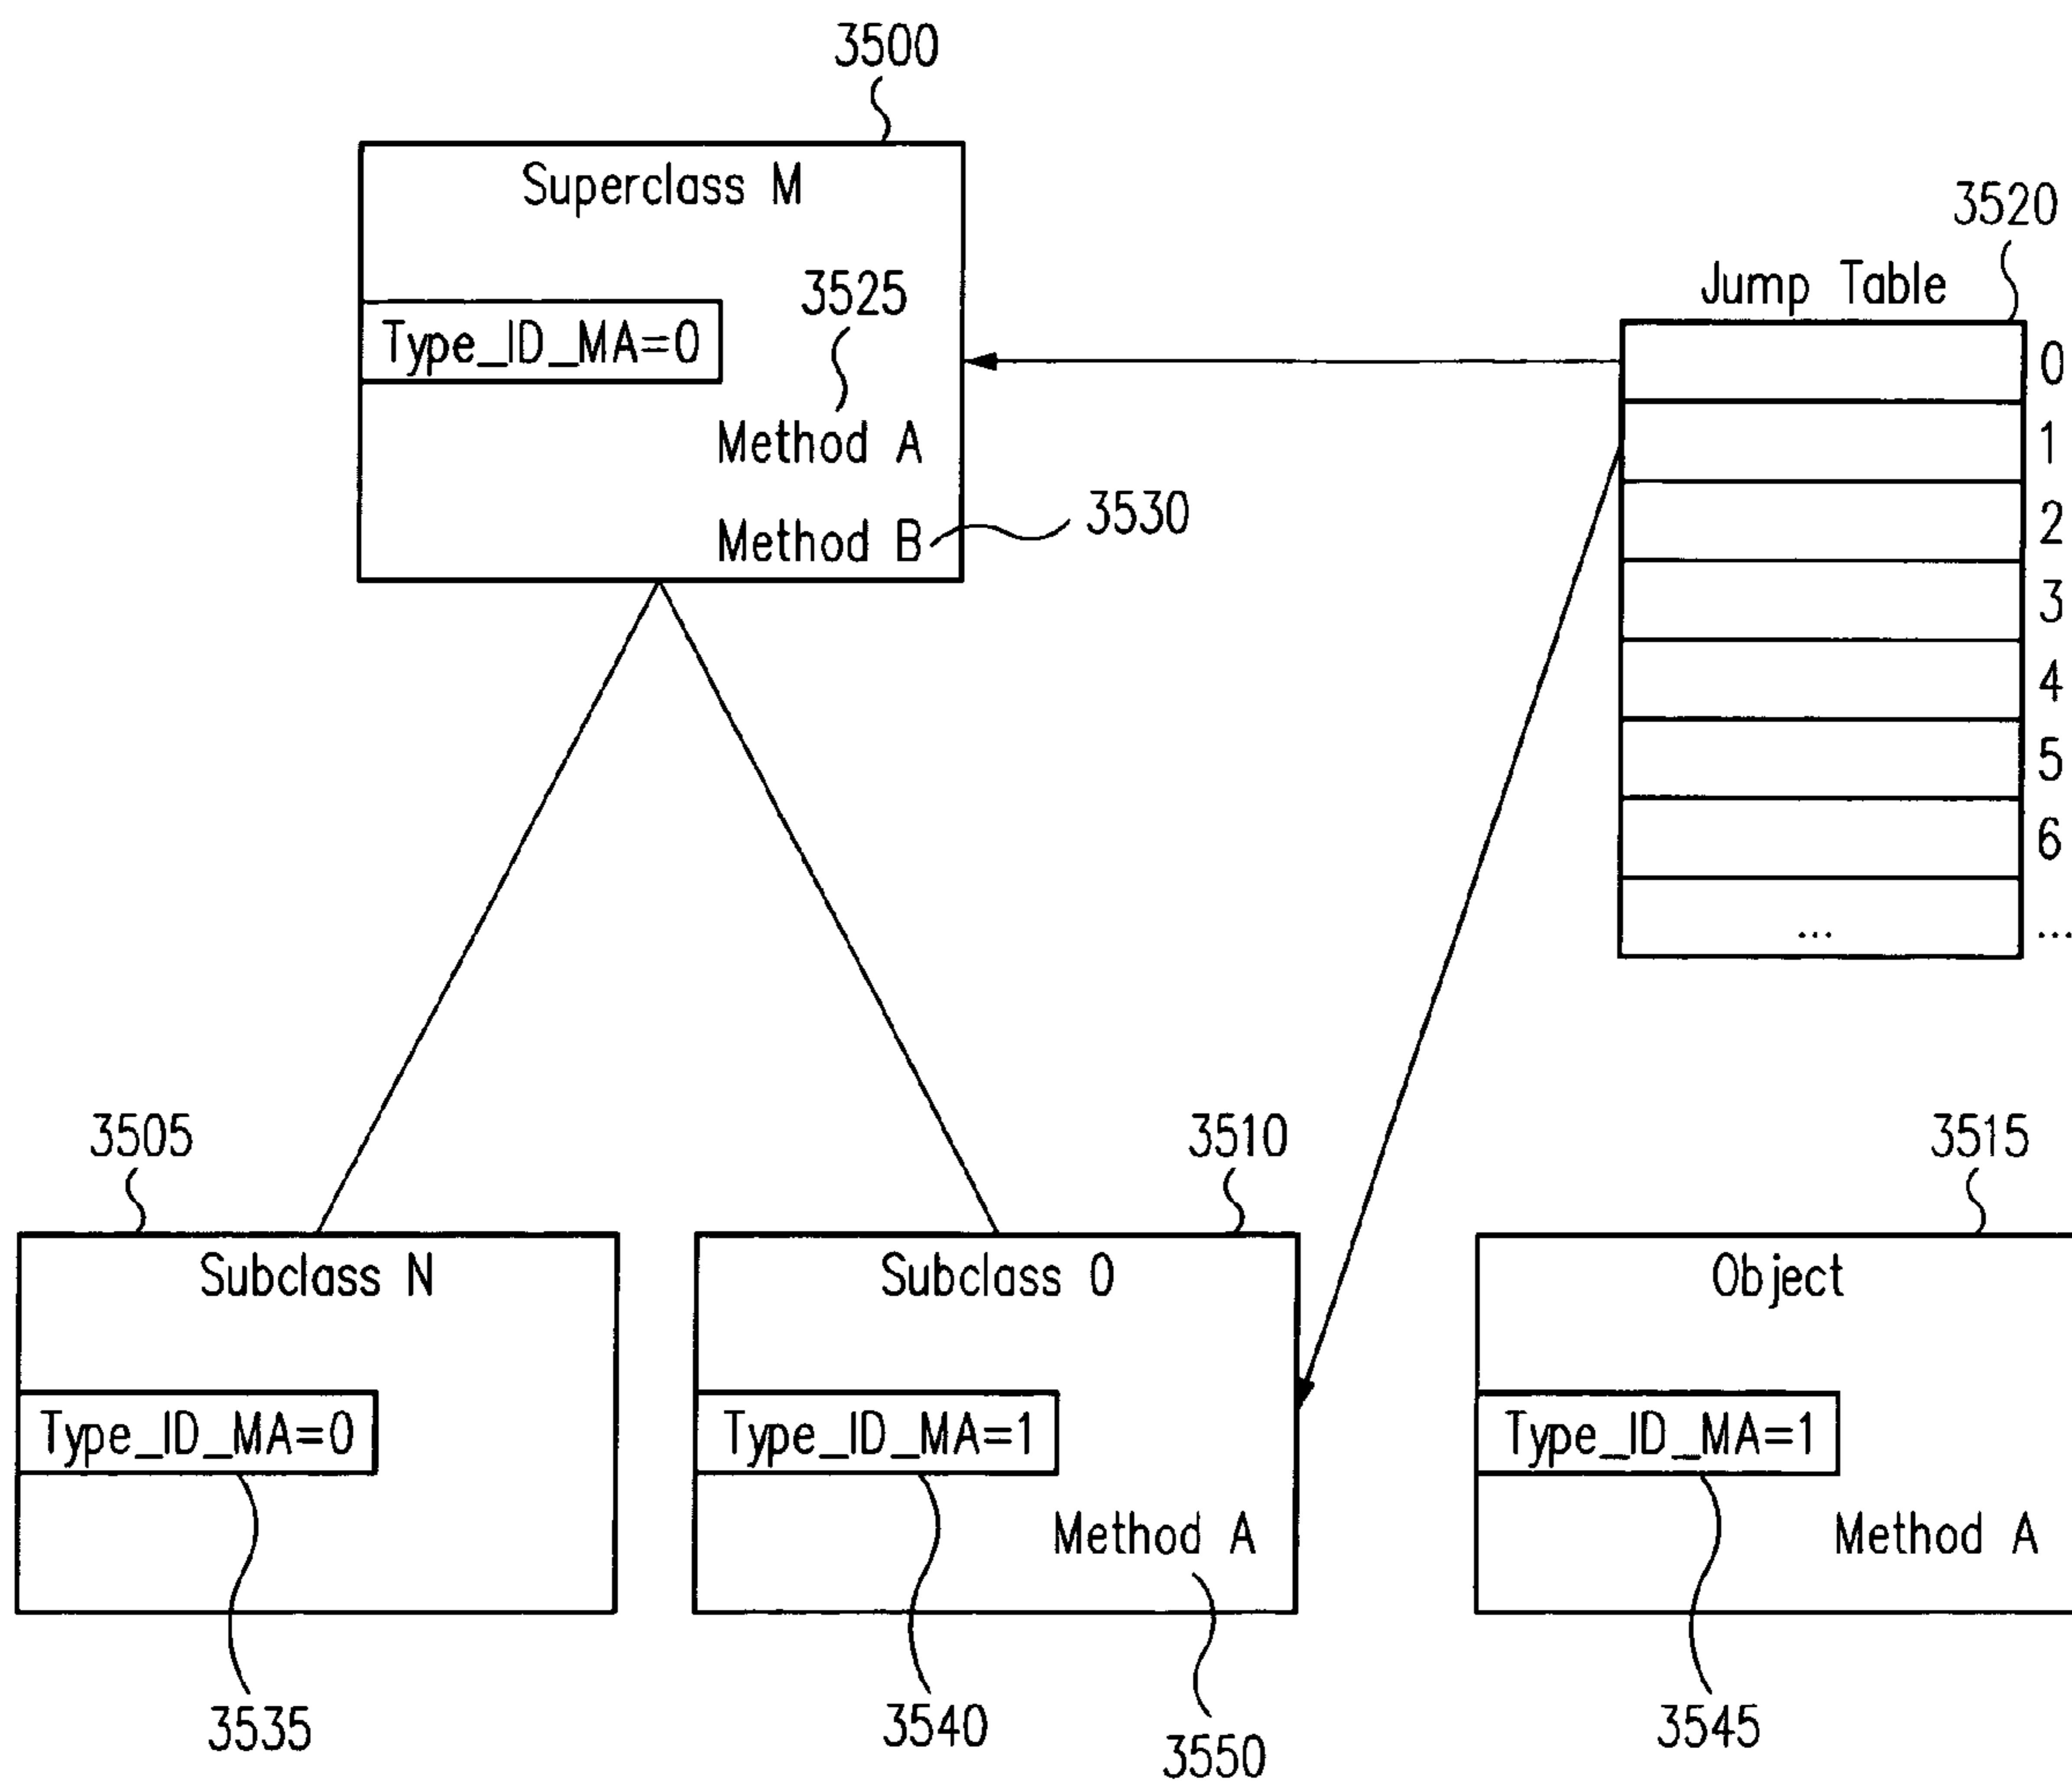 3500
Superclass M
3520
3525
Jump Table
Type_ID_MA=0
0
Method A
1
Method B
3530
2
3
4
5
6
... ...
3505
3510
3515
Subclass N
Subclass O
Object
Type_ID_MA=0
Type_ID_MA=1
Type_ID_MA=1
Method A
Method A
3535
3540
3550
3545